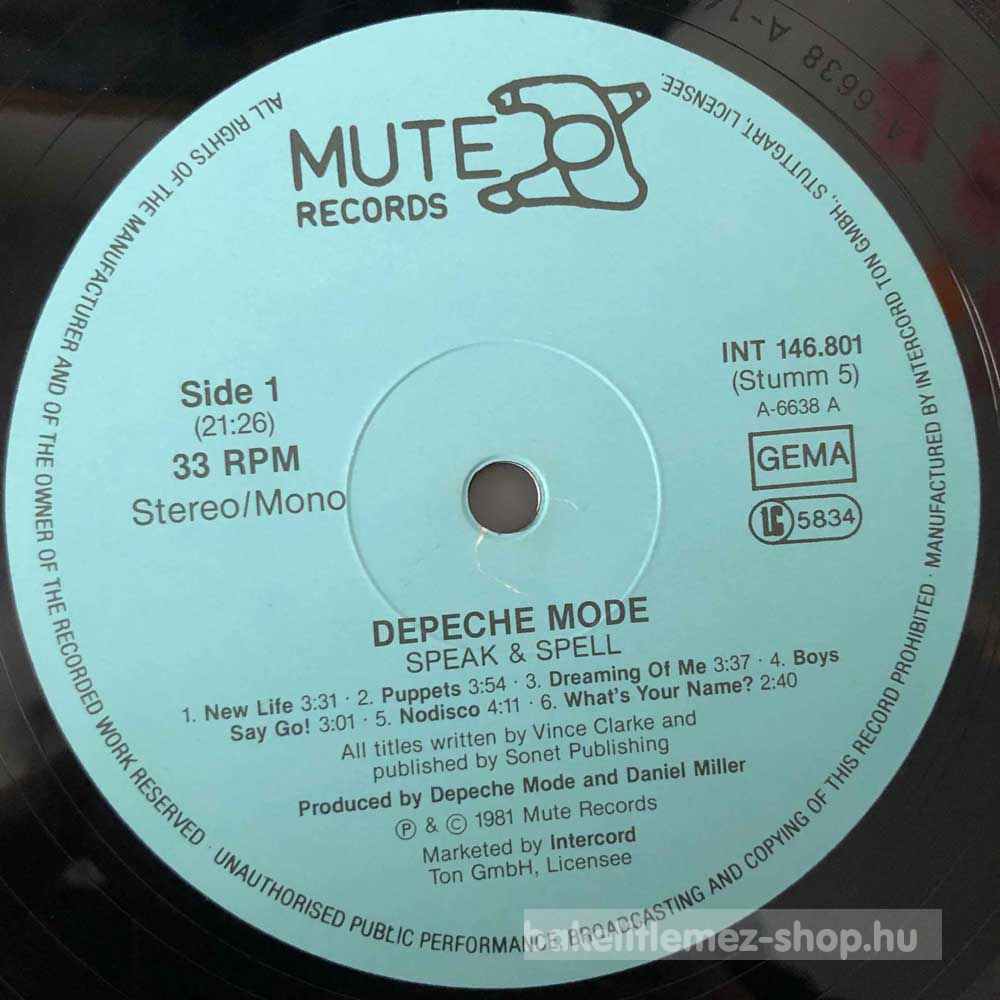 MUTE
RECORDS
ALL RIGHTS OF THE MANUFACTURER AND OF THE OWNER OF THE RECORDED WORK RESERVED · UNAUTHORISED PUBLIC PERFORMANCE, BROADCASTING AND COPYING OF THIS RECORD PROHIBITED · MANUFACTURED BY INTERCORD TON GMBH., STUTTGART, LICENSEE.
Side 1
(21:26)
33 RPM
Stereo/Mono
INT 146.801
(Stumm 5)
A-6638 A
GEMA
LC 5834
DEPECHE MODE
SPEAK & SPELL
1. New Life 3:31 · 2. Puppets 3:54 · 3. Dreaming Of Me 3:37 · 4. Boys
Say Go! 3:01 · 5. Nodisco 4:11 · 6. What's Your Name? 2:40
All titles written by Vince Clarke and
published by Sonet Publishing
Produced by Depeche Mode and Daniel Miller
Ⓟ & © 1981 Mute Records
Marketed by Intercord
Ton GmbH, Licensee
bakelitlemez-shop.hu